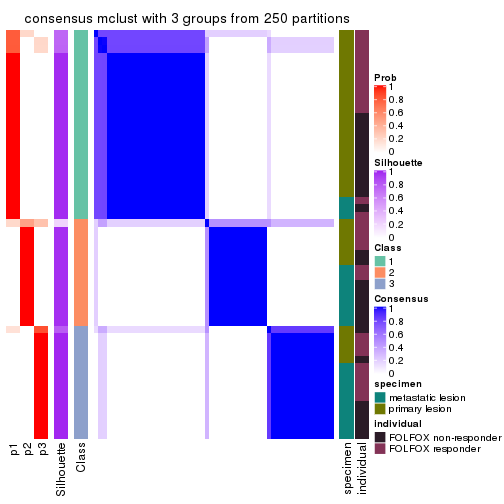 consensus mclust with 3 groups from 250 partitions
Prob
1
0.8
0.6
0.4
0.2
0
Silhouette
1
0.8
0.6
0.4
0.2
0
Class
1
2
3
Consensus
1
0.8
0.6
0.4
0.2
0
specimen
metastatic lesion
primary lesion
individual
FOLFOX non-responder
FOLFOX responder
p1
p2
p3
Silhouette
Class
specimen
individual